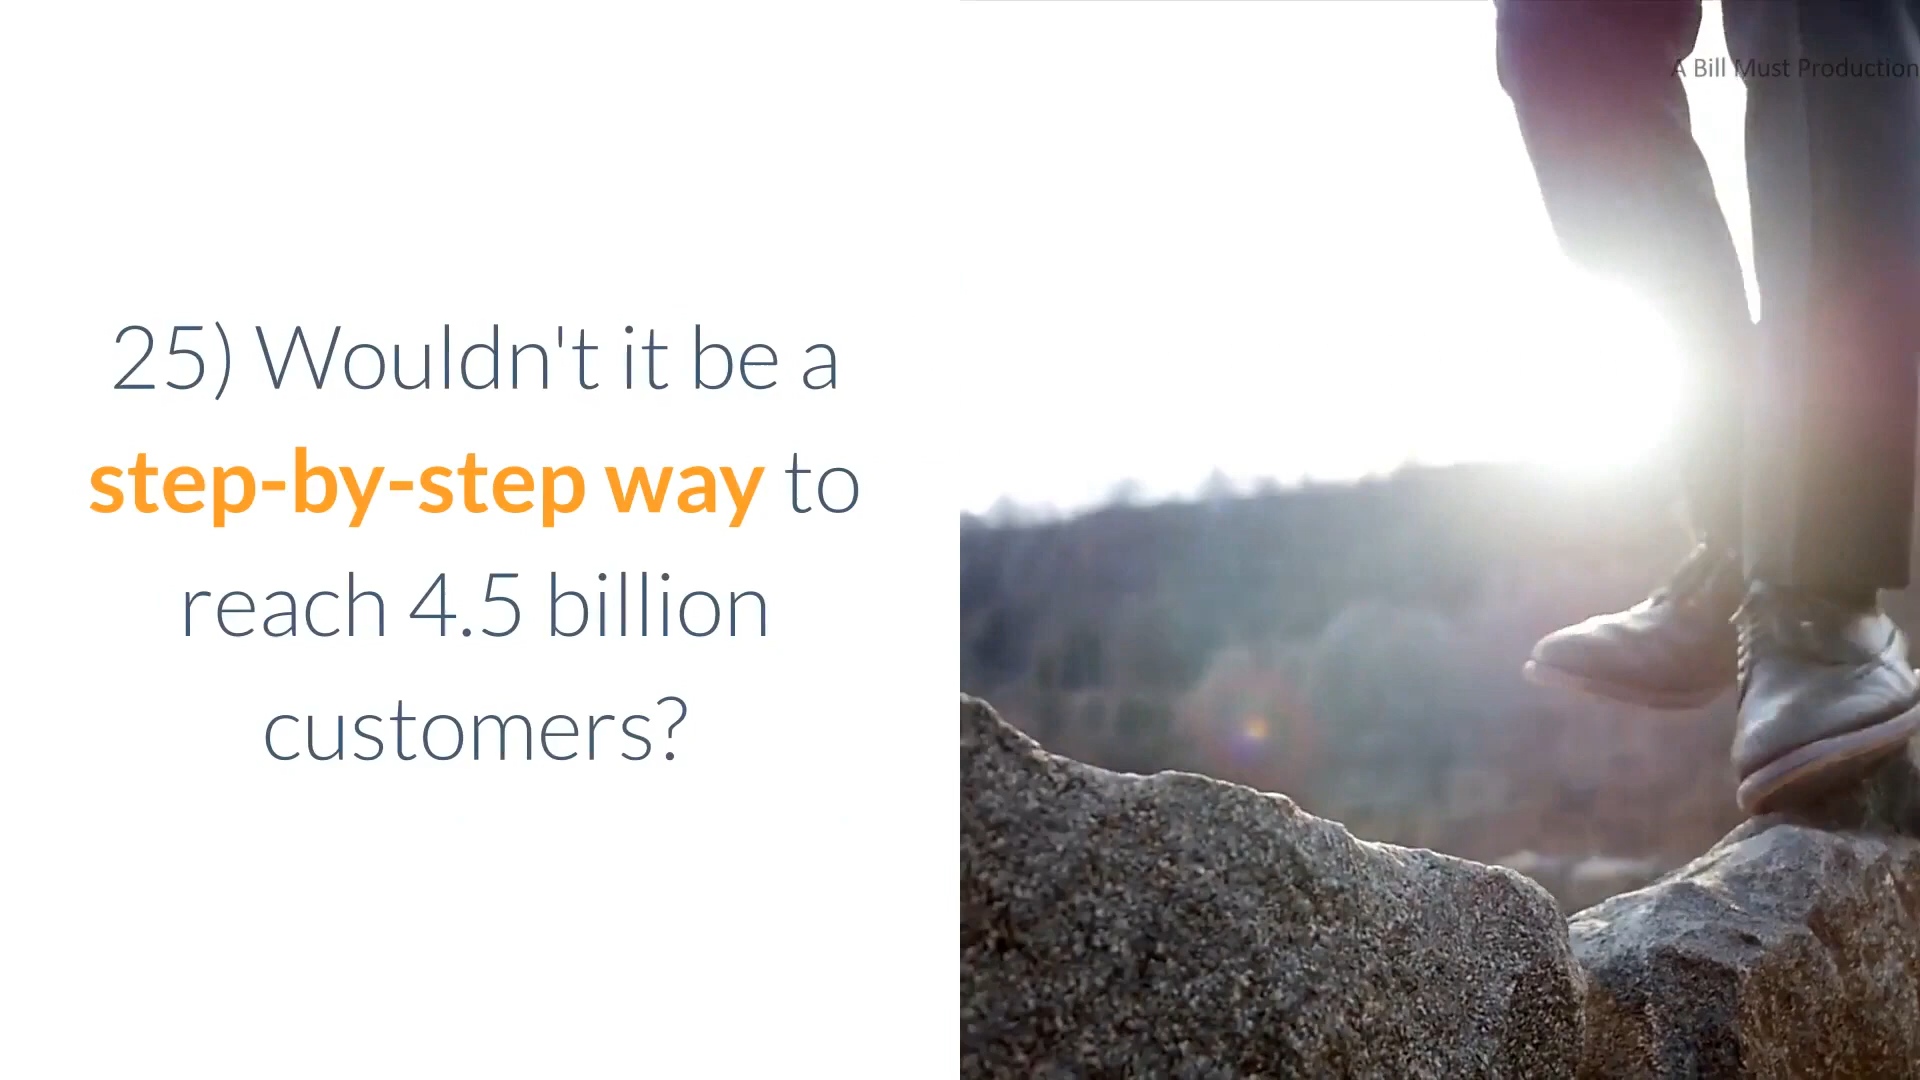 A Bill Must Production
25) Wouldn't it be a
step-by-step way to
reach 4.5 billion
customers?